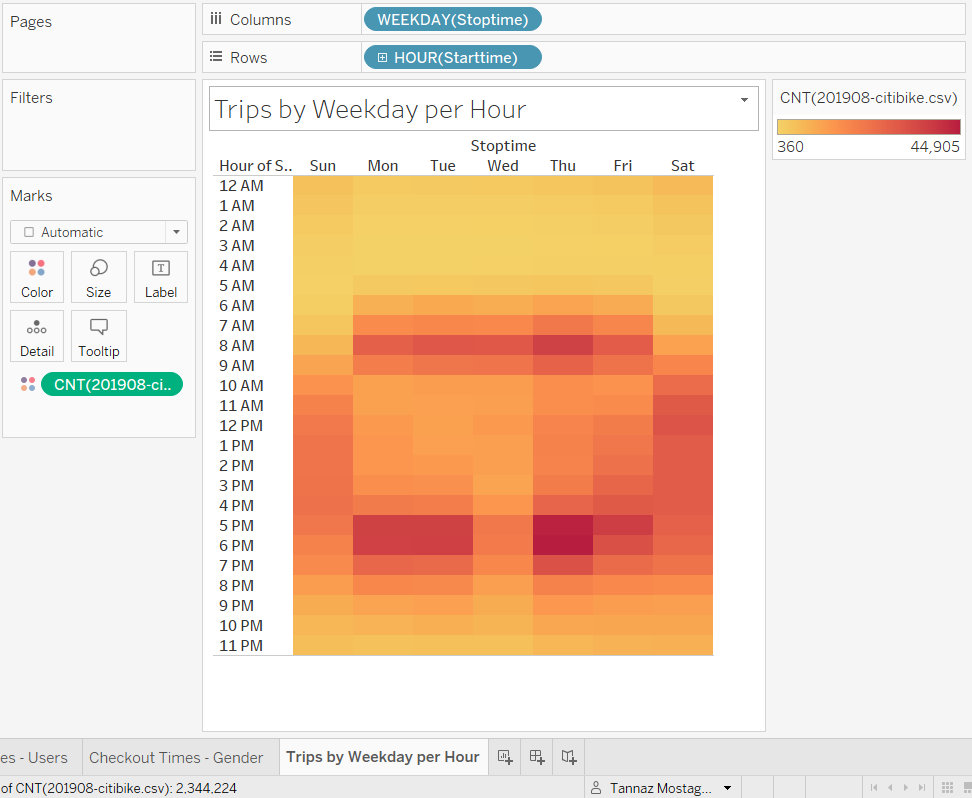 Pages
Columns
WEEKDAY(Stoptime)
Rows
HOUR(Starttime)
Filters
Marks
Automatic
Color
Size
Label
Detail
Tooltip
CNT(201908-ci..
Trips by Weekday per Hour
Stoptime
Hour of S.. Sun Mon Tue Wed Thu Fri Sat
12 AM
1 AM
2 AM
3 AM
4 AM
5 AM
6 AM
7 AM
8 AM
9 AM
10 AM
11 AM
12 PM
1 PM
2 PM
3 PM
4 PM
5 PM
6 PM
7 PM
8 PM
9 PM
10 PM
11 PM
CNT(201908-citibike.csv)
360 44,905
es - Users
Checkout Times - Gender
Trips by Weekday per Hour
of CNT(201908-citibike.csv): 2,344,224
Tannaz Mostag...